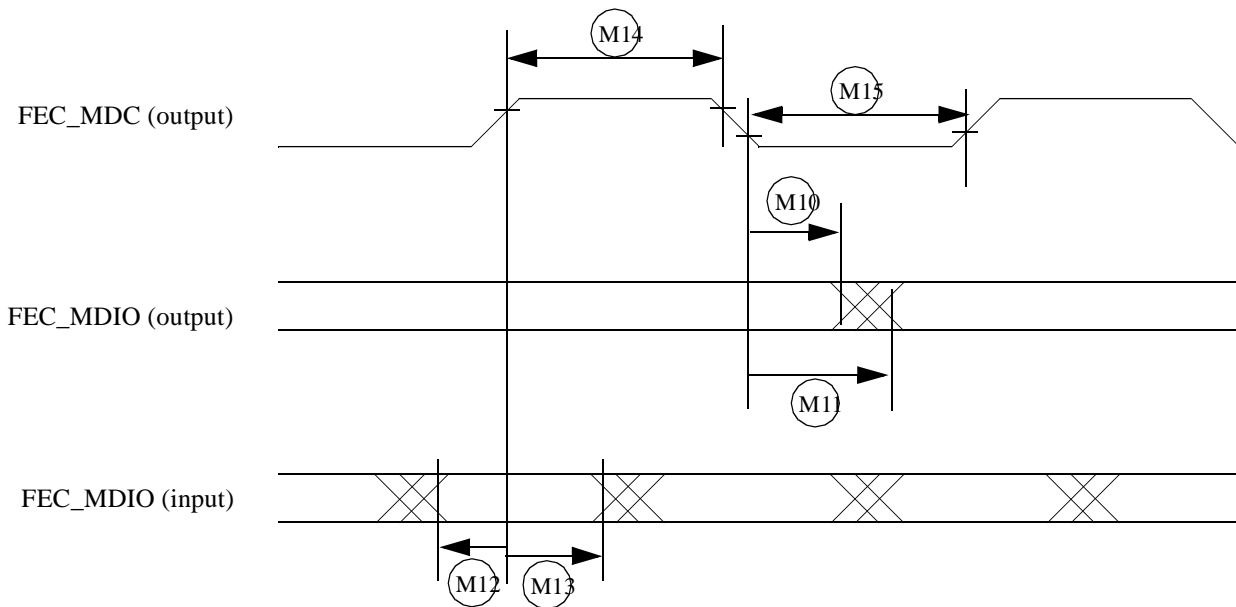 M14
FEC_MDC (output)
M15
M10
FEC_MDIO (output)
M11
FEC_MDIO (input)
M12
M13